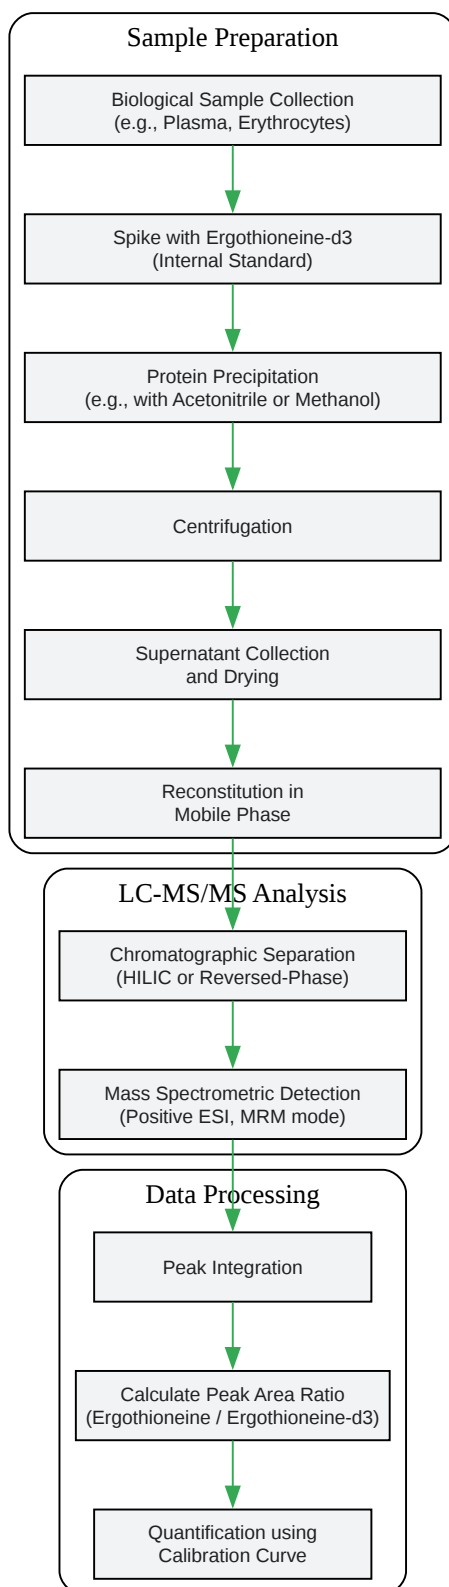 Sample Preparation
Biological Sample Collection
(e.g., Plasma, Erythrocytes)
Spike with Ergothioneine-d3
(Internal Standard)
Protein Precipitation
(e.g., with Acetonitrile or Methanol)
Centrifugation
Supernatant Collection
and Drying
Reconstitution in
Mobile Phase
LC-MS/MS Analysis
Chromatographic Separation
(HILIC or Reversed-Phase)
Mass Spectrometric Detection
(Positive ESI, MRM mode)
Data Processing
Peak Integration
Calculate Peak Area Ratio
(Ergothioneine / Ergothioneine-d3)
Quantification using
Calibration Curve